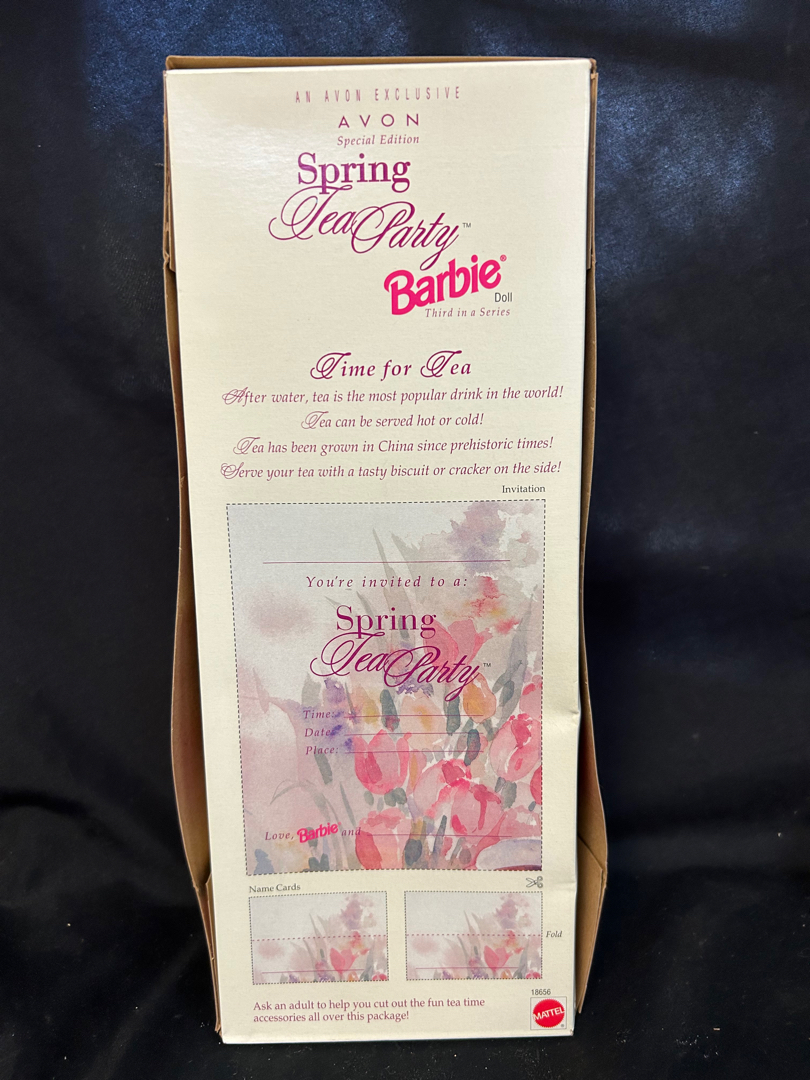 AN AVON EXCLUSIVE
AVON
Special Edition
Spring
Tea Party™
Barbie®
Doll
Third in a Series
Time for Tea
After water, tea is the most popular drink in the world!
Tea can be served hot or cold!
Tea has been grown in China since prehistoric times!
Serve your tea with a tasty biscuit or cracker on the side!
Invitation
You're invited to a:
Spring
Tea Party™
Time:
Date:
Place:
Love, Barbie and
Name Cards
Fold
Ask an adult to help you cut out the fun tea time
accessories all over this package!
18656
MATTEL
®